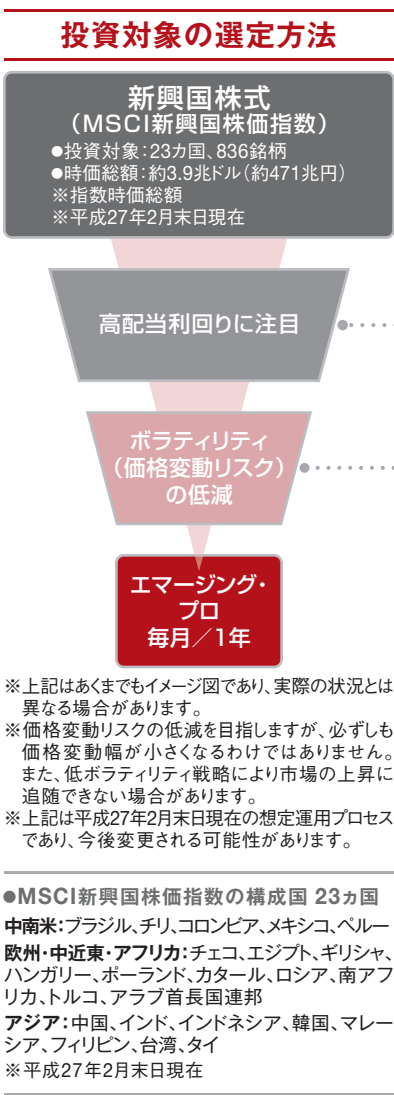 投資対象の選定方法
新興国株式
（MSCI新興国株価指数）
●投資対象：23カ国、836銘柄
●時価総額：約3.9兆ドル（約471兆円）
※指数時価総額
※平成27年2月末日現在
高配当利回りに注目
ボラティリティ
（価格変動リスク）
の低減
エマージング・
プロ
毎月／1年
※上記はあくまでもイメージ図であり、実際の状況とは
異なる場合があります。
※価格変動リスクの低減を目指しますが、必ずしも
価格変動幅が小さくなるわけではありません。
また、低ボラティリティ戦略により市場の上昇に
追随できない場合があります。
※上記は平成27年2月末日現在の想定運用プロセス
であり、今後変更される可能性があります。
●MSCI新興国株価指数の構成国 23ヵ国
中南米：ブラジル、チリ、コロンビア、メキシコ、ペルー
欧州・中近東・アフリカ：チェコ、エジプト、ギリシャ、
ハンガリー、ポーランド、カタール、ロシア、南アフ
リカ、トルコ、アラブ首長国連邦
アジア：中国、インド、インドネシア、韓国、マレー
シア、フィリピン、台湾、タイ
※平成27年2月末日現在